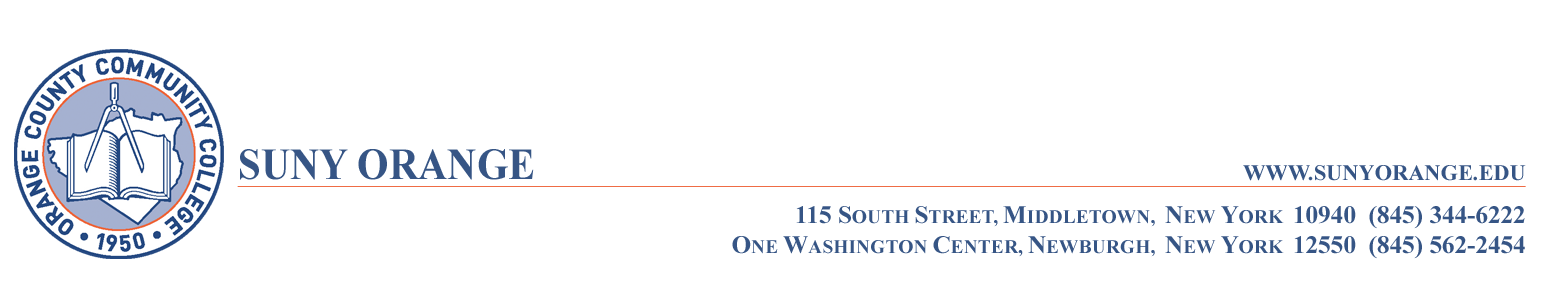 ORANGE COUNTY COMMUNITY COLLEGE
• 1950 •
SUNY ORANGE
WWW.SUNYORANGE.EDU
115 SOUTH STREET, MIDDLETOWN, NEW YORK 10940 (845) 344-6222
ONE WASHINGTON CENTER, NEWBURGH, NEW YORK 12550 (845) 562-2454